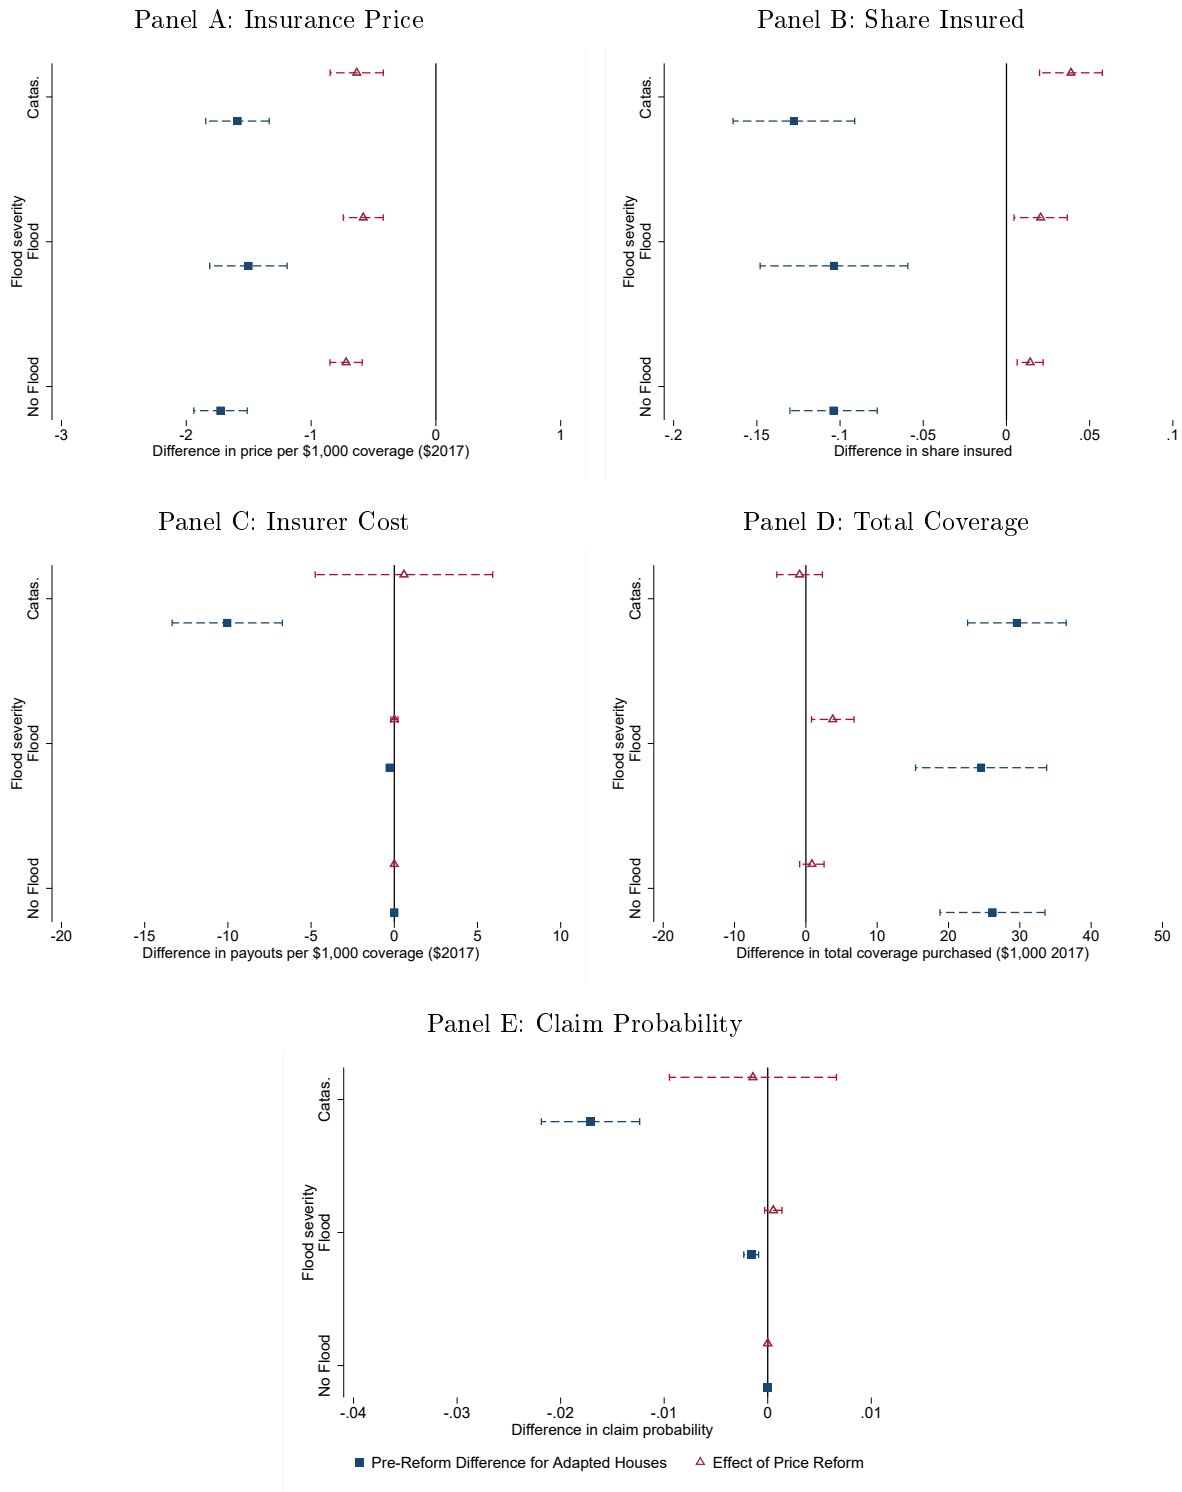 Panel A: Insurance Price
Catas.
Flood severity
Flood
No Flood
-3 -2 -1 0 1
Difference in price per $1,000 coverage ($2017)
Panel B: Share Insured
Catas.
Flood severity
Flood
No Flood
-.2 -.15 -.1 -.05 0 .05 .1
Difference in share insured
Panel C: Insurer Cost
Catas.
Flood severity
Flood
No Flood
-20 -15 -10 -5 0 5 10
Difference in payouts per $1,000 coverage ($2017)
Panel D: Total Coverage
Catas.
Flood severity
Flood
No Flood
-20 -10 0 10 20 30 40 50
Difference in total coverage purchased ($1,000 2017)
Panel E: Claim Probability
Catas.
Flood severity
Flood
No Flood
-.04 -.03 -.02 -.01 0 .01
Difference in claim probability
Pre-Reform Difference for Adapted Houses Effect of Price Reform